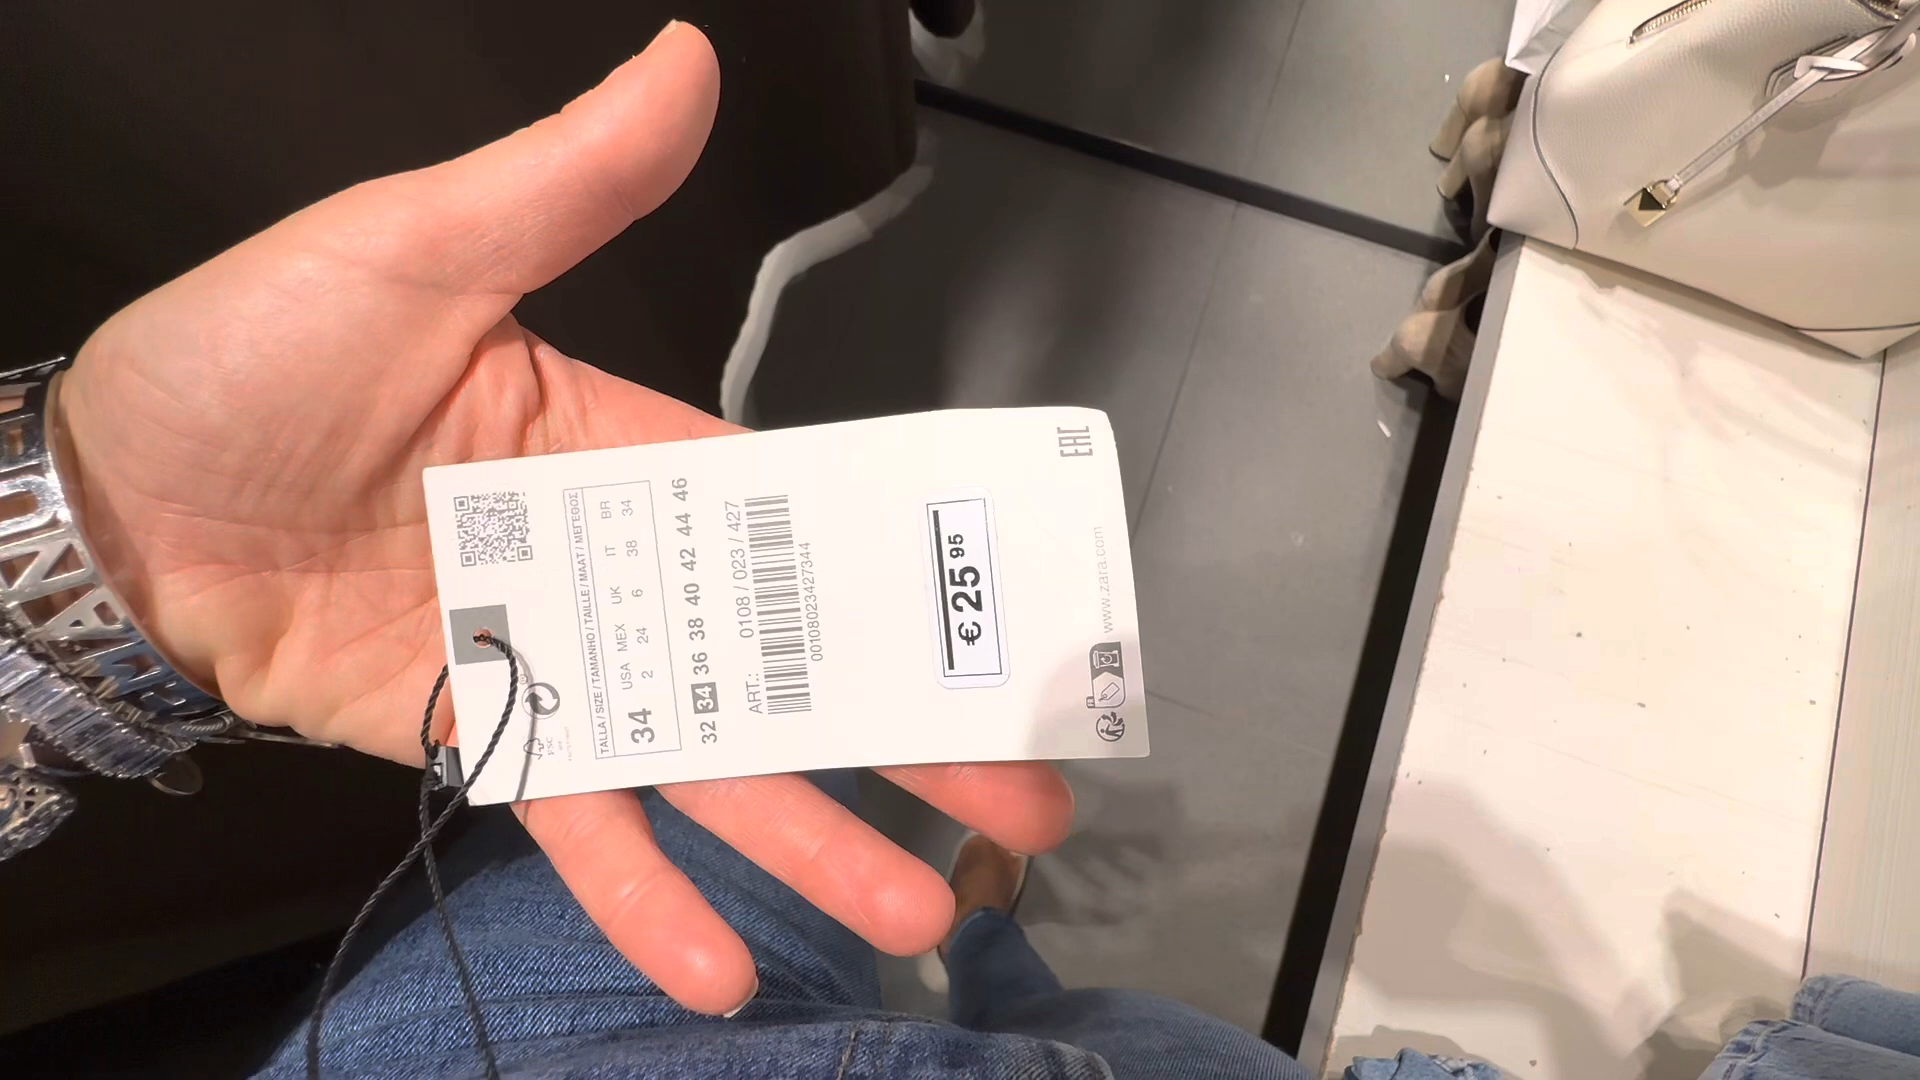 TALLA / SIZE / TAMANHO / TAILLE / MAAT / ΜΕΓΕΘΟΣ
USA MEX UK IT BR
34 2 24 6 38 34
32 34 36 38 40 42 44 46
ART.: 0108 / 023 / 427
00108023427344
€ 25 95
www.zara.com
EAC
FSC